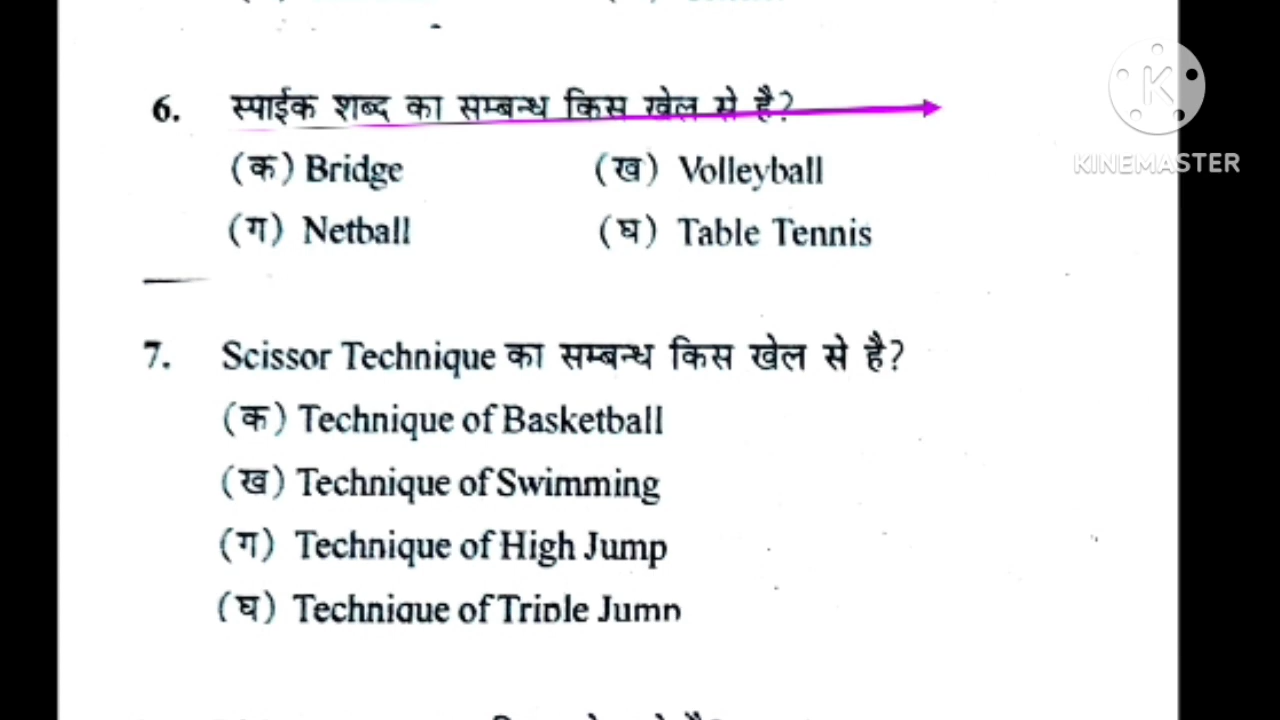 KINEMASTER
6. स्पाईक शब्द का सम्बन्ध किस खेल से है?
(क) Bridge (ख) Volleyball
(ग) Netball (घ) Table Tennis
7. Scissor Technique का सम्बन्ध किस खेल से है?
(क) Technique of Basketball
(ख) Technique of Swimming
(ग) Technique of High Jump
(घ) Technique of Triple Jump